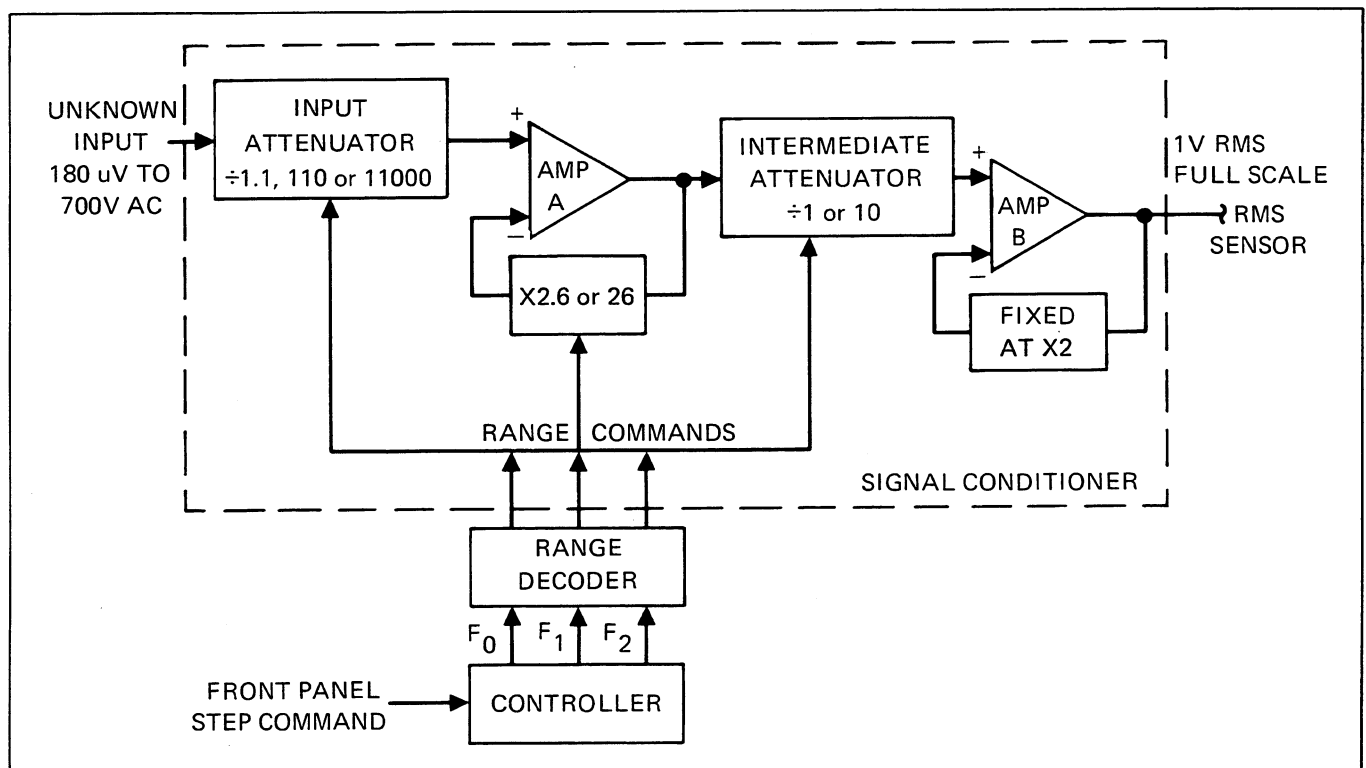 UNKNOWN
INPUT
180 uV TO
700V AC
INPUT
ATTENUATOR
÷1.1, 110 or 11000
+
AMP
A
−
X2.6 or 26
INTERMEDIATE
ATTENUATOR
÷1 or 10
+
AMP
B
−
FIXED
AT X2
1V RMS
FULL SCALE
RMS
SENSOR
RANGE COMMANDS
SIGNAL CONDITIONER
RANGE
DECODER
F0 F1 F2
FRONT PANEL
STEP COMMAND
CONTROLLER